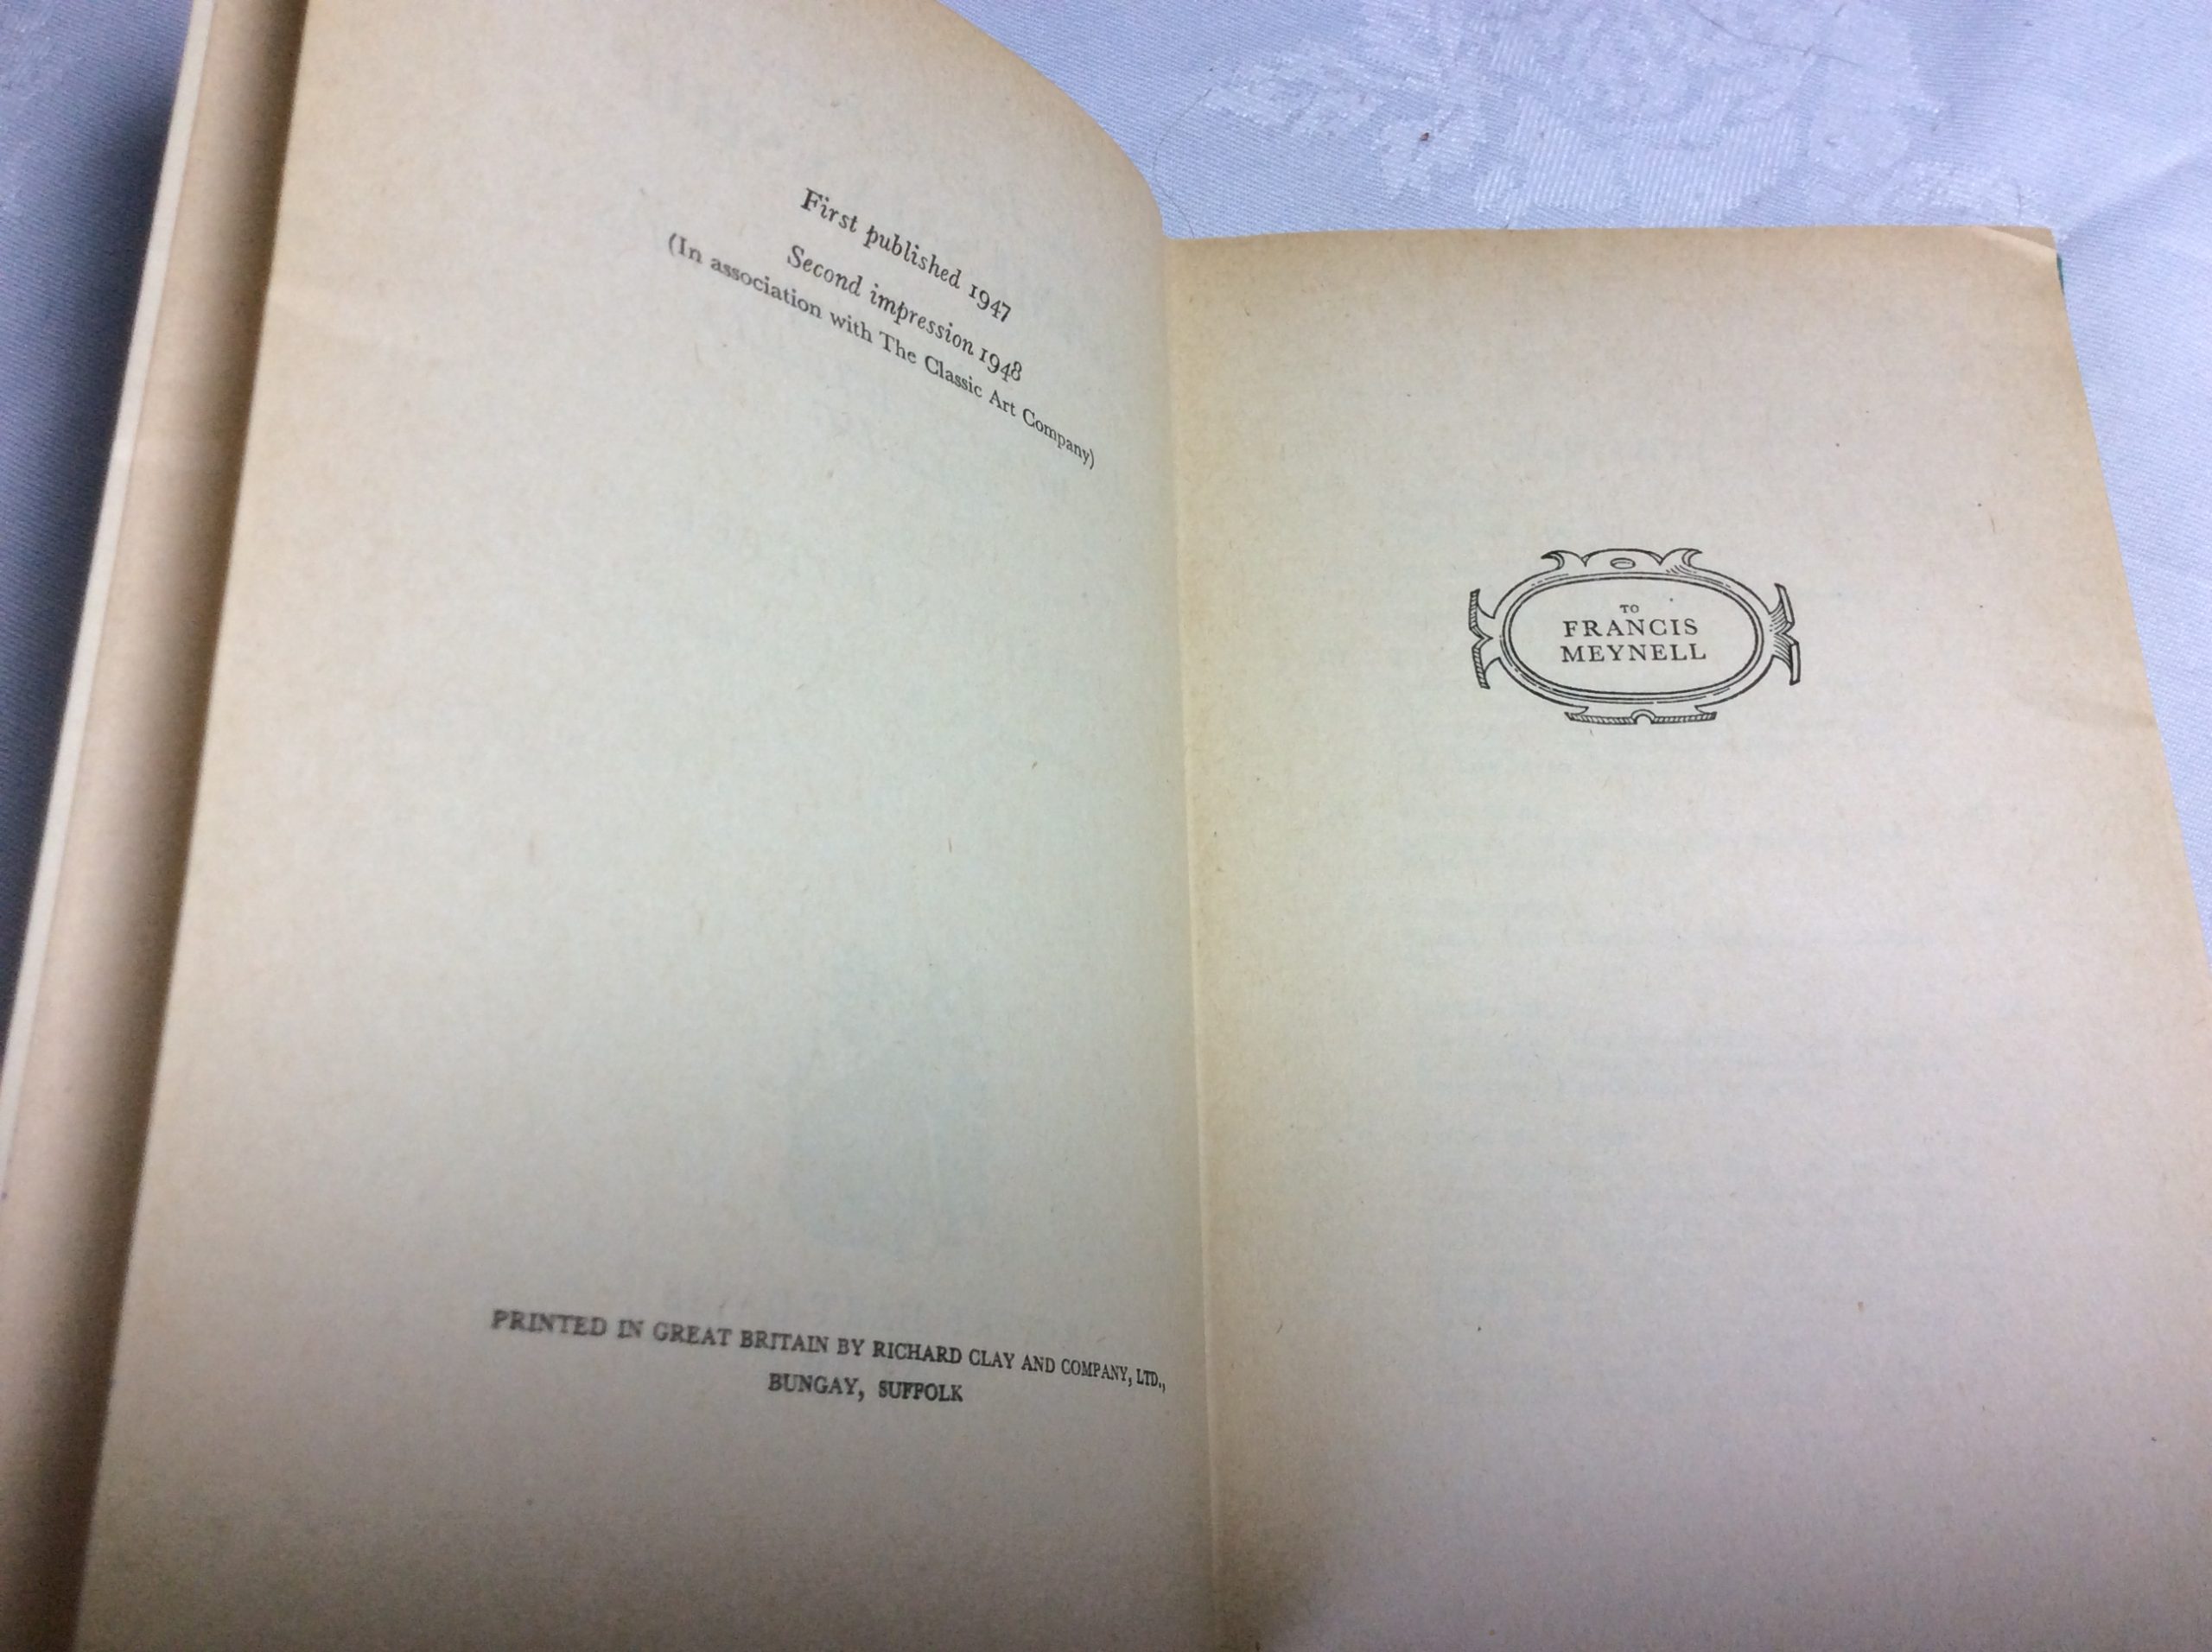 First published 1947
Second impression 1948
(In association with The Classic Art Company)
PRINTED IN GREAT BRITAIN BY RICHARD CLAY AND COMPANY, LTD.,
BUNGAY, SUFFOLK
TO
FRANCIS
MEYNELL